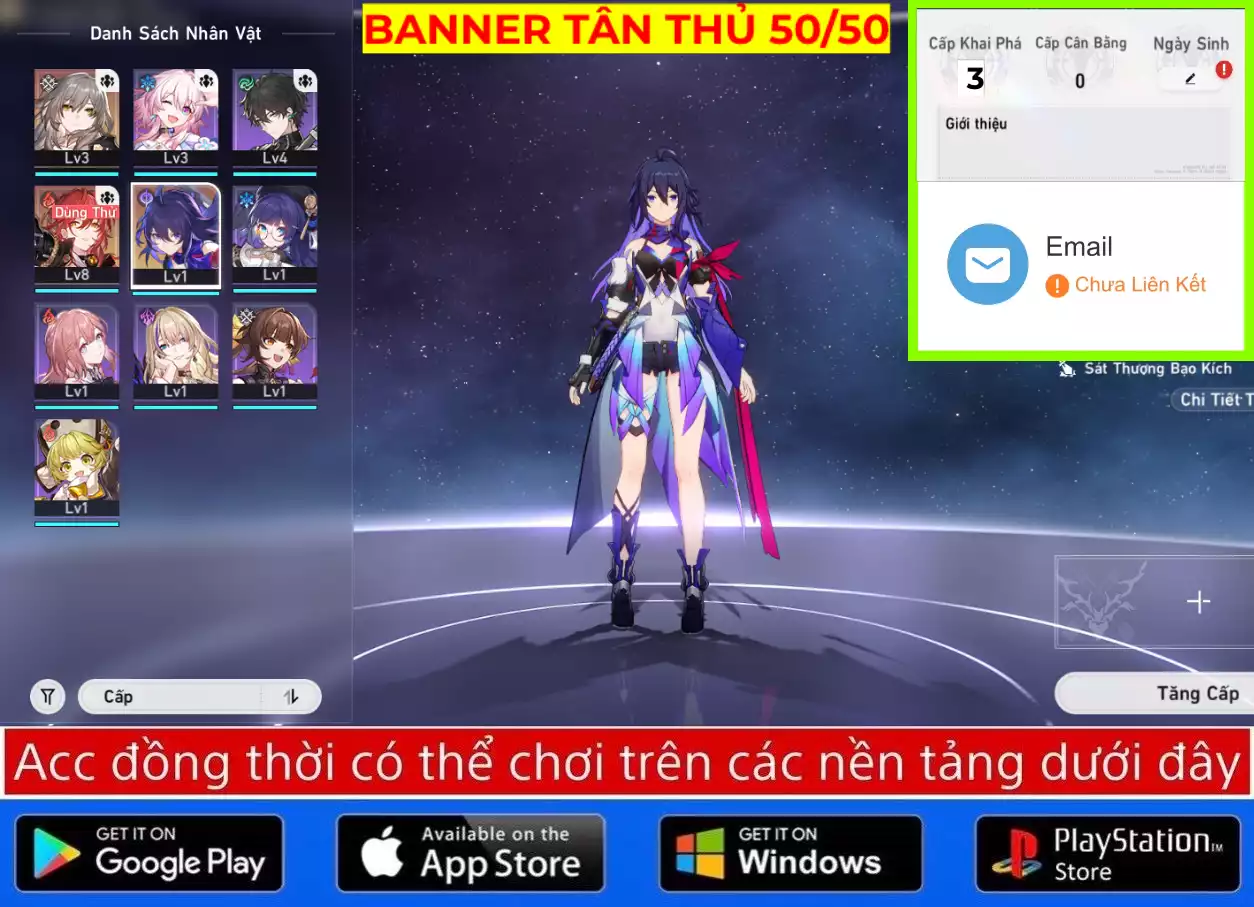 Danh Sách Nhân Vật
BANNER TÂN THỦ 50/50
Cấp Khai Phá
Cấp Cân Bằng
Ngày Sinh
3
0
Giới thiệu
Lv3
Lv3
Lv4
Dùng Thử
Lv8
Lv1
Lv1
Lv1
Lv1
Lv1
Lv1
Email
Chưa Liên Kết
Sát Thương Bạo Kích
Chi Tiết T
Tăng Cấp
Cấp
Acc đồng thời có thể chơi trên các nền tảng dưới đây
GET IT ON
Google Play
Available on the
App Store
GET IT ON
Windows
PlayStation™
Store